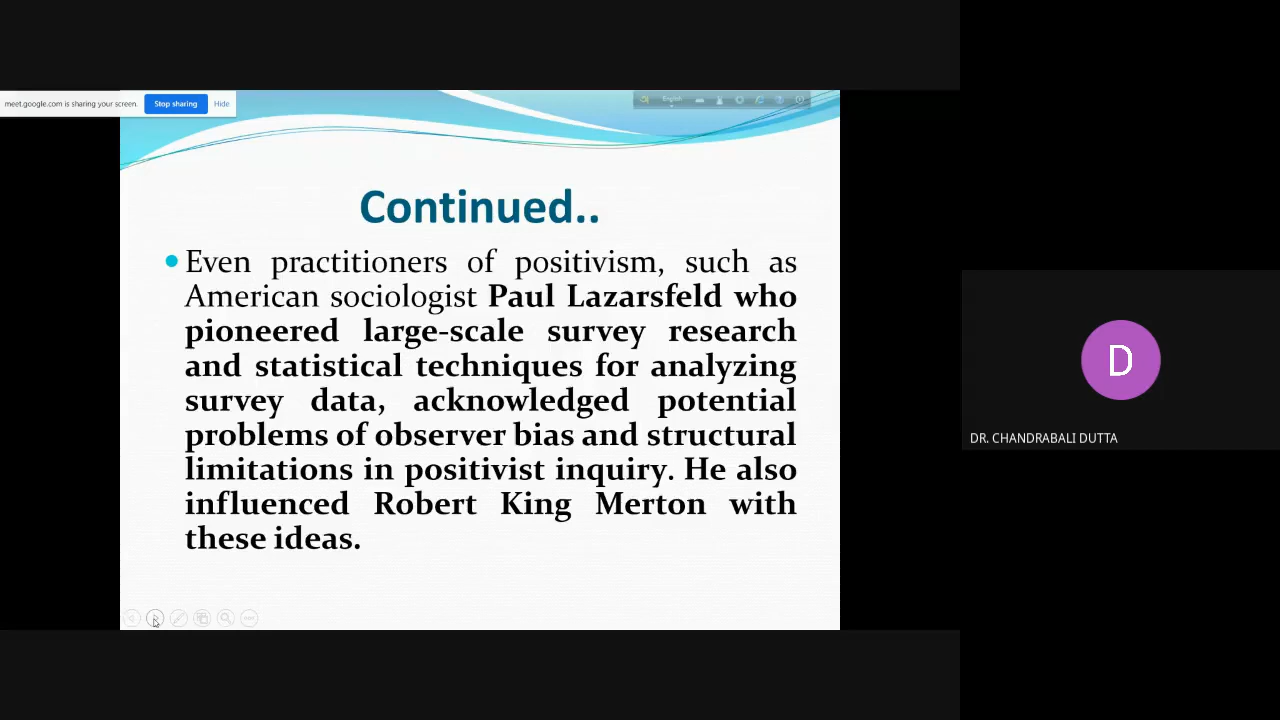 meet.google.com is sharing your screen.
Stop sharing
Hide
English
Continued..
Even practitioners of positivism, such as
American sociologist Paul Lazarsfeld who
pioneered large-scale survey research
and statistical techniques for analyzing
survey data, acknowledged potential
problems of observer bias and structural
limitations in positivist inquiry. He also
influenced Robert King Merton with
these ideas.
D
DR. CHANDRABALI DUTTA